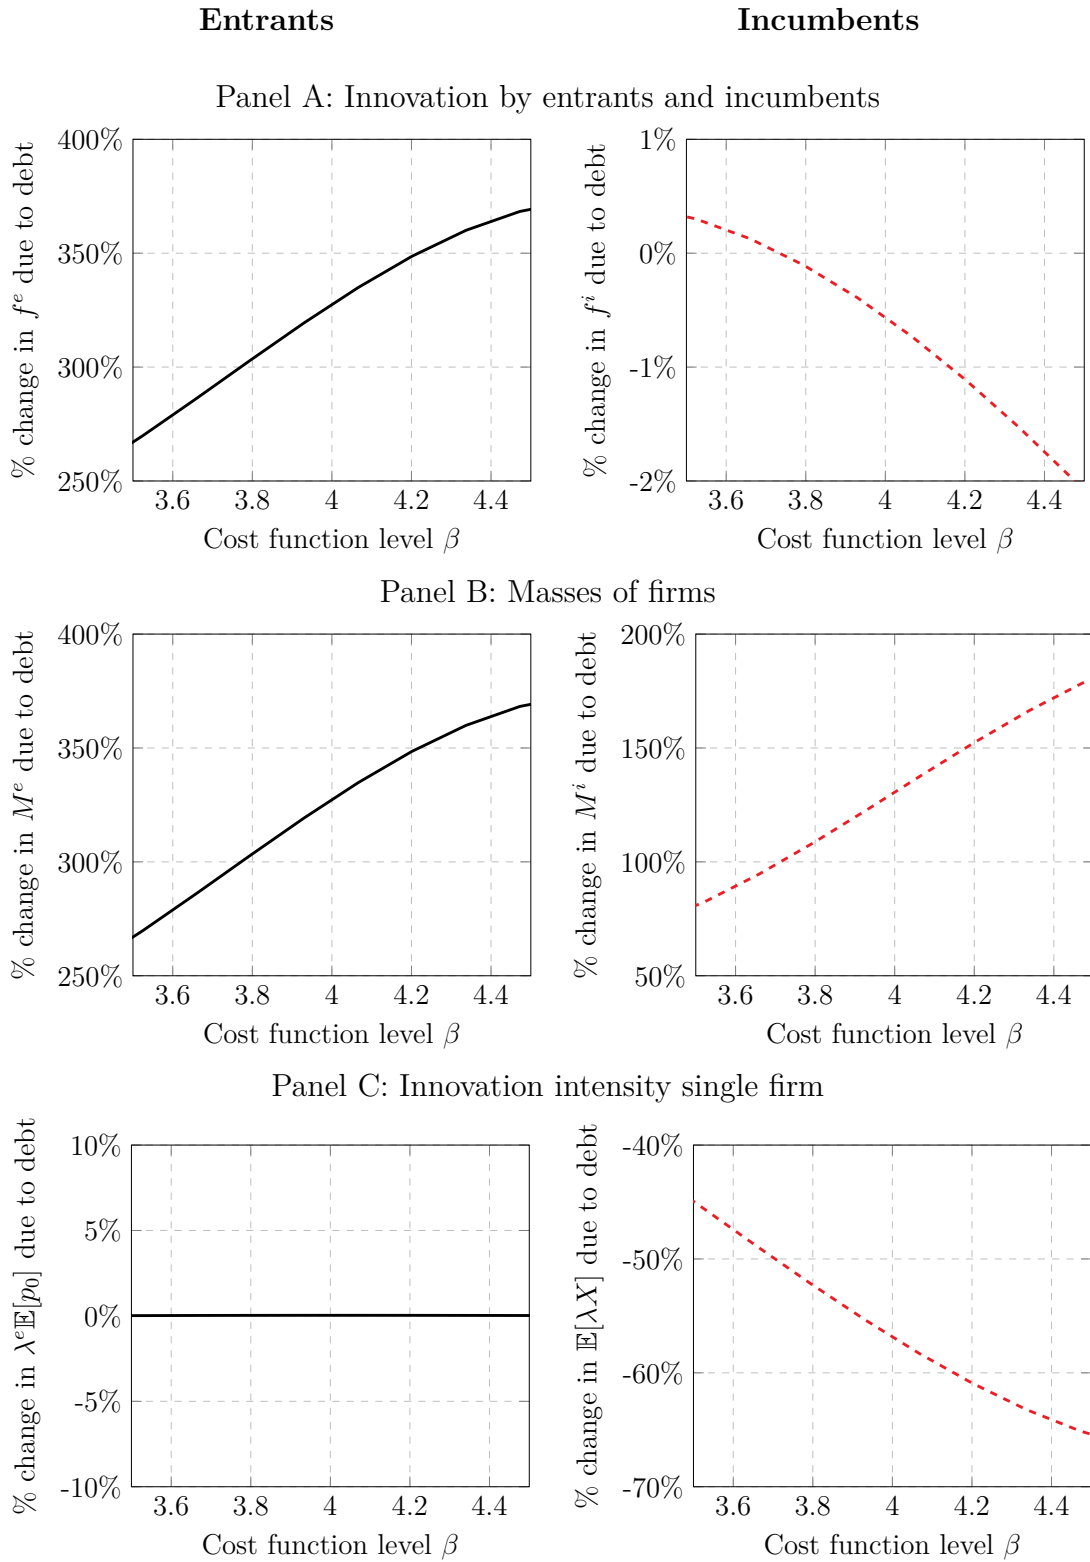 Entrants
Incumbents
Panel A: Innovation by entrants and incumbents
% change in f^e due to debt
400%
350%
300%
250%
3.6 3.8 4 4.2 4.4
Cost function level β
% change in f^i due to debt
1%
0%
-1%
-2%
3.6 3.8 4 4.2 4.4
Cost function level β
Panel B: Masses of firms
% change in M^e due to debt
400%
350%
300%
250%
3.6 3.8 4 4.2 4.4
Cost function level β
% change in M^i due to debt
200%
150%
100%
50%
3.6 3.8 4 4.2 4.4
Cost function level β
Panel C: Innovation intensity single firm
% change in λ^e𝔼[p₀] due to debt
10%
5%
0%
-5%
-10%
3.6 3.8 4 4.2 4.4
Cost function level β
% change in 𝔼[λX] due to debt
-40%
-50%
-60%
-70%
3.6 3.8 4 4.2 4.4
Cost function level β